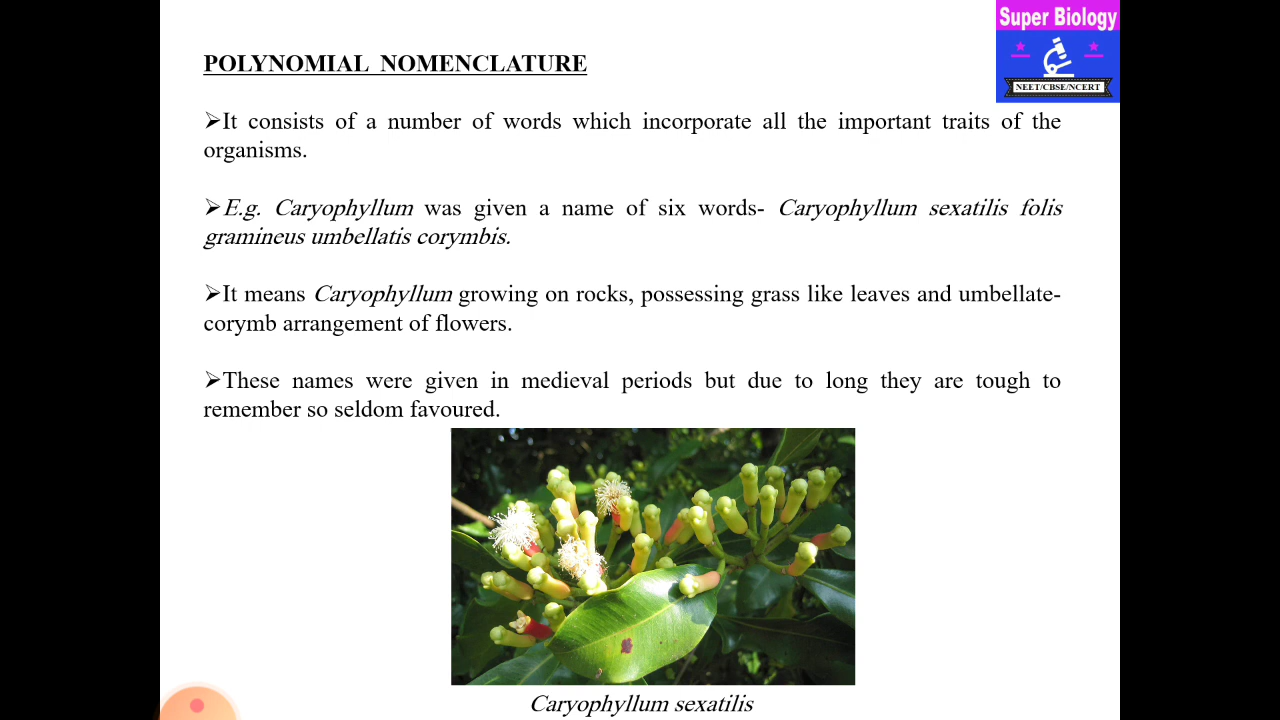 Super Biology
NEET/CBSE/NCERT
POLYNOMIAL NOMENCLATURE
➢It consists of a number of words which incorporate all the important traits of the
organisms.
➢E.g. Caryophyllum was given a name of six words- Caryophyllum sexatilis folis
gramineus umbellatis corymbis.
➢It means Caryophyllum growing on rocks, possessing grass like leaves and umbellate-
corymb arrangement of flowers.
➢These names were given in medieval periods but due to long they are tough to
remember so seldom favoured.
Caryophyllum sexatilis